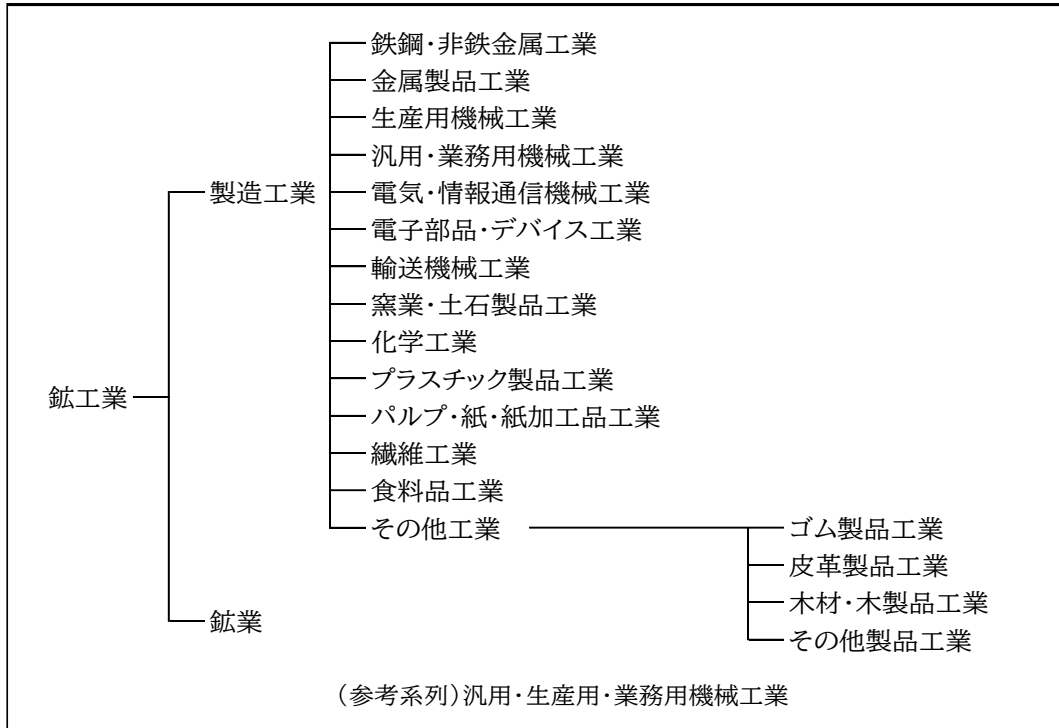 鉄鋼・非鉄金属工業
金属製品工業
生産用機械工業
汎用・業務用機械工業
製造工業
電気・情報通信機械工業
電子部品・デバイス工業
輸送機械工業
窯業・土石製品工業
化学工業
プラスチック製品工業
鉱工業
パルプ・紙・紙加工品工業
繊維工業
食料品工業
その他工業
ゴム製品工業
皮革製品工業
木材・木製品工業
鉱業
その他製品工業
（参考系列）汎用・生産用・業務用機械工業